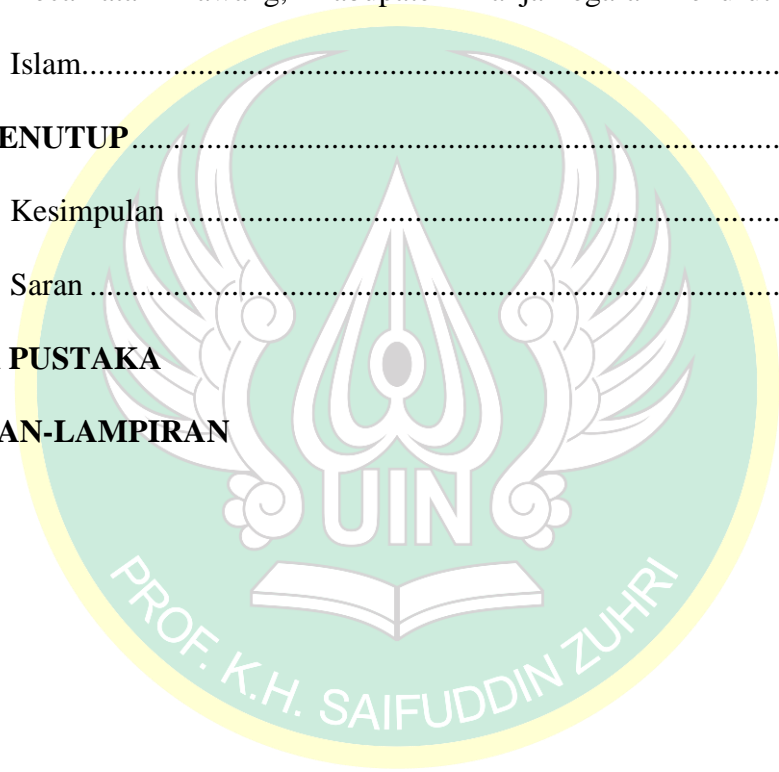 Islam........................................................................................
ENUTUP..................................................................................
Kesimpulan ............................................................................
Saran ......................................................................................
PUSTAKA
AN-LAMPIRAN
UIN
PROF. K.H. SAIFUDDIN ZUHRI